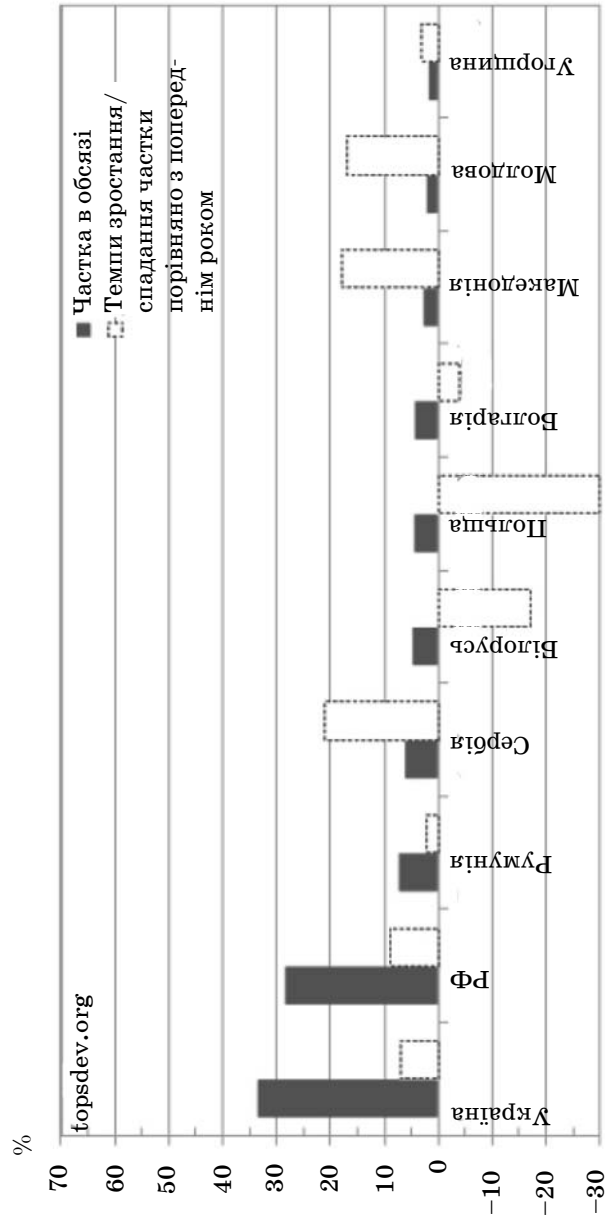 %
70
60
50
40
30
20
10
0
–10
–20
–30
topsdev.org
Частка в обсязі
Темпи зростання/
спадання частки
порівняно з поперед-
нім роком
Україна
РФ
Румунія
Сербія
Білорусь
Польща
Болгарія
Македонія
Молдова
Угорщина